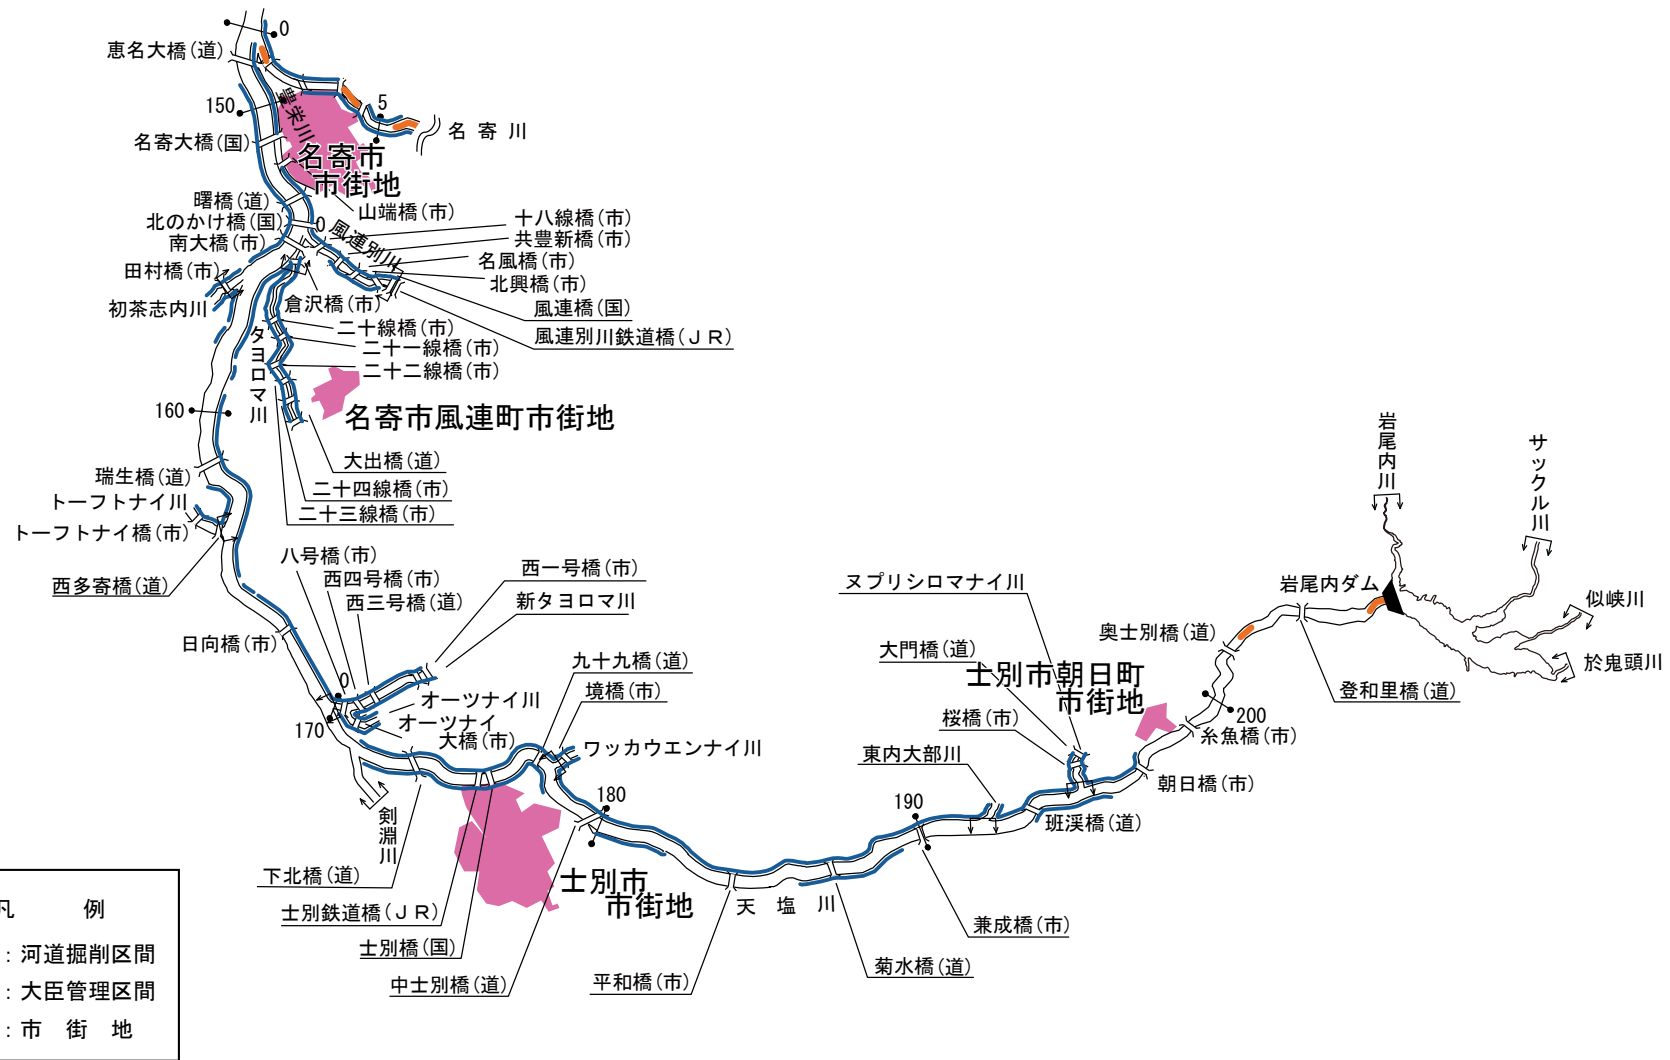 0
恵名大橋(道)
150
豊栄川
5
名寄川
名寄大橋(国)
名寄市
市街地
曙橋(道)
山端橋(市)
北のかけ橋(国)
0
風連別川
十八線橋(市)
共豊新橋(市)
南大橋(市)
名風橋(市)
田村橋(市)
北興橋(市)
初茶志内川
倉沢橋(市)
風連橋(国)
二十線橋(市)
風連別川鉄道橋(JR)
タヨロマ川
二十一線橋(市)
二十二線橋(市)
160
名寄市風連町市街地
大出橋(道)
瑞生橋(道)
二十四線橋(市)
トーフトナイ川
二十三線橋(市)
トーフトナイ橋(市)
西多寄橋(道)
八号橋(市)
西四号橋(市)
西三号橋(道)
西一号橋(市)
新タヨロマ川
日向橋(市)
0
九十九橋(道)
境橋(市)
オーツナイ川
オーツナイ
大橋(市)
170
ワッカウエンナイ川
剣淵川
180
下北橋(道)
士別鉄道橋(JR)
士別橋(国)
中士別橋(道)
士別市
市街地
平和橋(市)
天塩川
菊水橋(道)
兼成橋(市)
190
東内大部川
桜橋(市)
大門橋(道)
ヌプリシロマナイ川
士別市朝日町
市街地
班渓橋(道)
朝日橋(市)
糸魚橋(市)
200
奥士別橋(道)
登和里橋(道)
岩尾内ダム
岩尾内川
サックル川
似峡川
於鬼頭川
凡例
:河道掘削区間
:大臣管理区間
:市街地